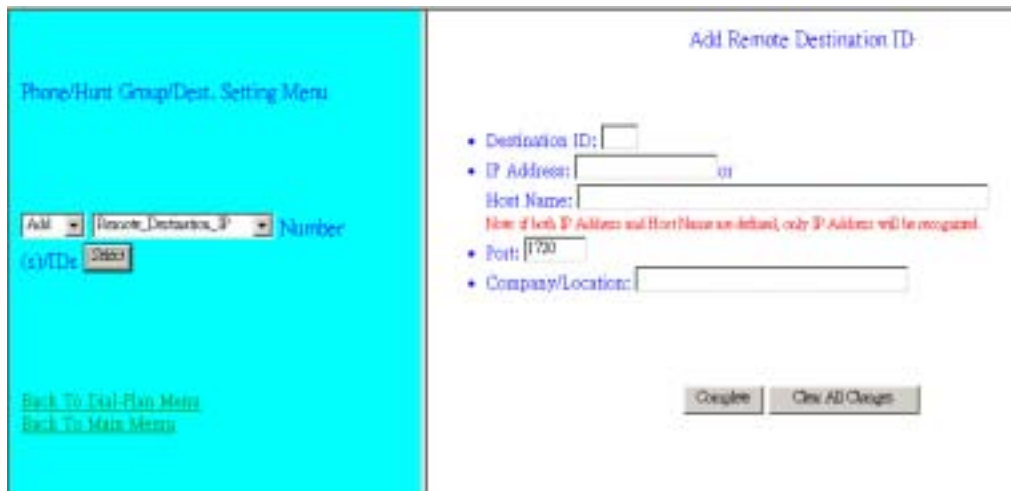 Phone/Hunt Group/Dest. Setting Menu
Add Remote_Destination_IP Number
(s)/IDs Select
Back To Dial-Plan Menu
Back To Main Menu
Add Remote Destination ID
• Destination ID:
• IP Address: or
Host Name:
Note: if both IP Address and Host Name are defined, only IP Address will be recognized.
• Port: 1720
• Company/Location:
Complete Clear All Changes